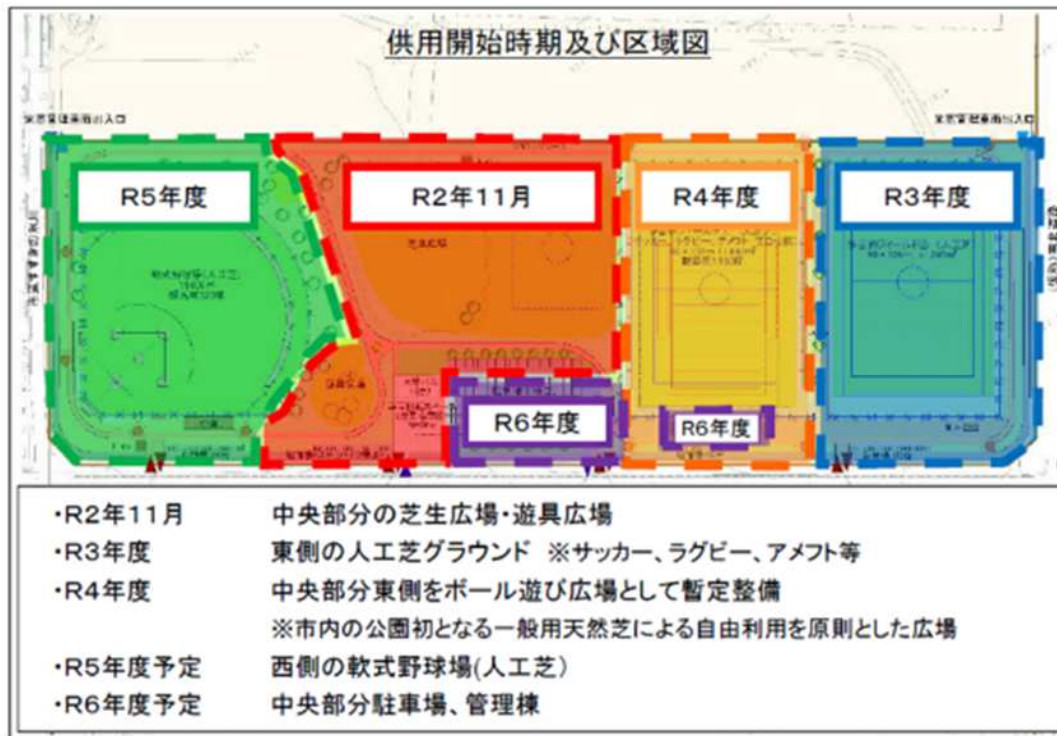 供用開始時期及び区域図
R5年度
R2年11月
R4年度
R3年度
R6年度
R6年度
・R2年11月 中央部分の芝生広場・遊具広場
・R3年度 東側の人工芝グラウンド ※サッカー、ラグビー、アメフト等
・R4年度 中央部分東側をボール遊び広場として暫定整備
※市内の公園初となる一般用天然芝による自由利用を原則とした広場
・R5年度予定 西側の軟式野球場(人工芝)
・R6年度予定 中央部分駐車場、管理棟